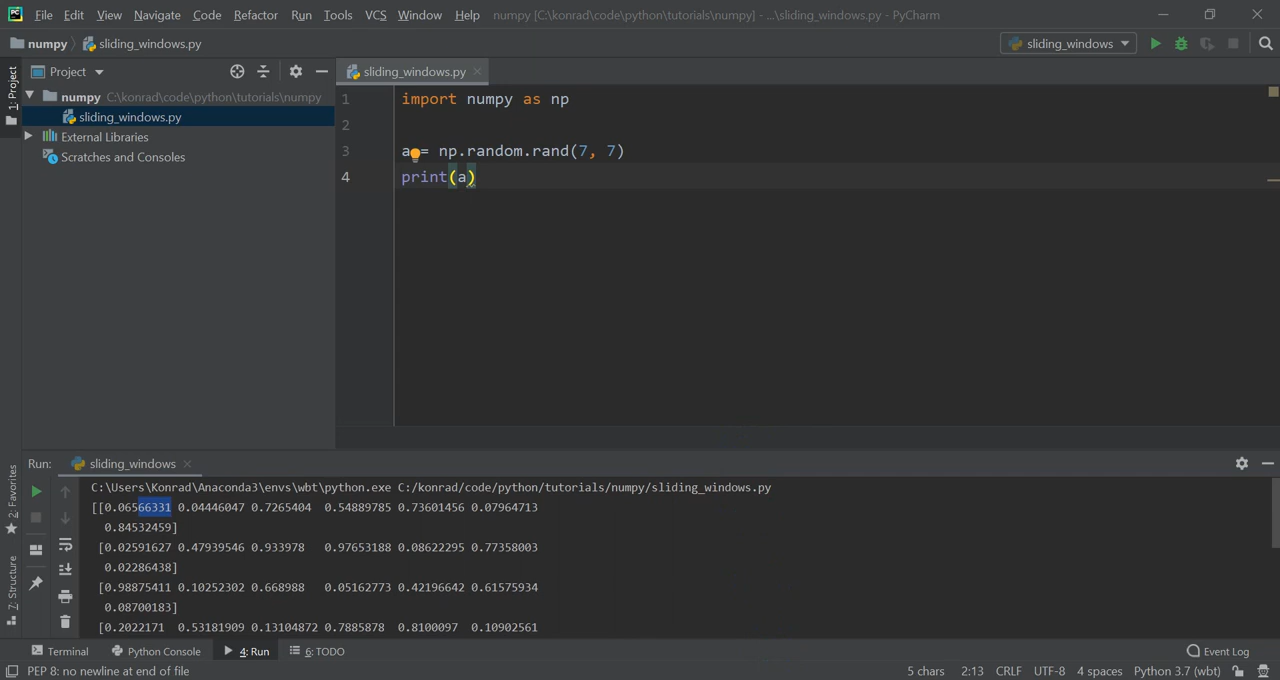 File Edit View Navigate Code Refactor Run Tools VCS Window Help numpy [C:\konrad\code\python\tutorials\numpy] - ...\sliding_windows.py - PyCharm
numpy sliding_windows.py sliding_windows
1: Project
Project
numpy C:\konrad\code\python\tutorials\numpy
sliding_windows.py
External Libraries
Scratches and Consoles
sliding_windows.py
1 import numpy as np
2
3 a = np.random.rand(7, 7)
4 print(a)
Run: sliding_windows
C:\Users\Konrad\Anaconda3\envs\wbt\python.exe C:/konrad/code/python/tutorials/numpy/sliding_windows.py
[[0.06566331 0.04446047 0.7265404 0.54889785 0.73601456 0.07964713
0.84532459]
[0.02591627 0.47939546 0.933978 0.97653188 0.08622295 0.77358003
0.02286438]
[0.98875411 0.10252302 0.668988 0.05162773 0.42196642 0.61575934
0.08700183]
[0.2022171 0.53181909 0.13104872 0.7885878 0.8100097 0.10902561
2: Favorites
7: Structure
Terminal Python Console 4: Run 6: TODO Event Log
PEP 8: no newline at end of file 5 chars 2:13 CRLF UTF-8 4 spaces Python 3.7 (wbt)